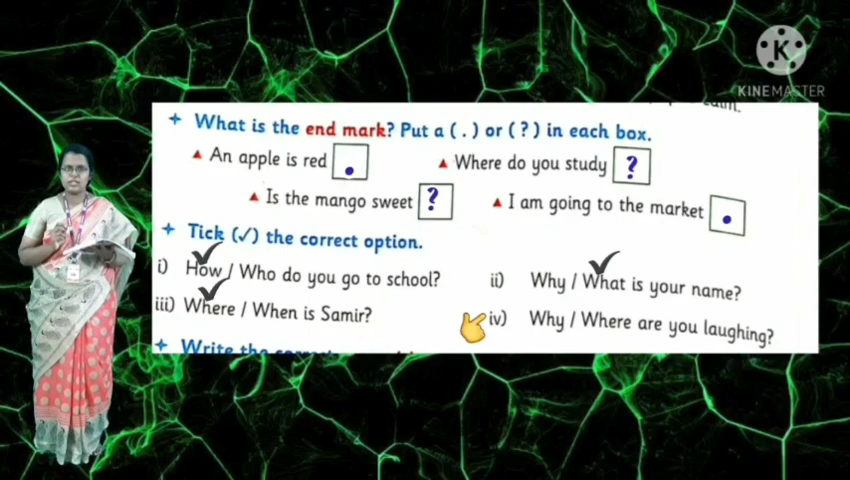 K
KINEMASTER
+ What is the end mark? Put a ( . ) or ( ? ) in each box.
▲ An apple is red .
▲ Where do you study ?
▲ Is the mango sweet ?
▲ I am going to the market .
+ Tick (✓) the correct option.
i) How / Who do you go to school?
ii) Why / What is your name?
iii) Where / When is Samir?
iv) Why / Where are you laughing?
+ Write the